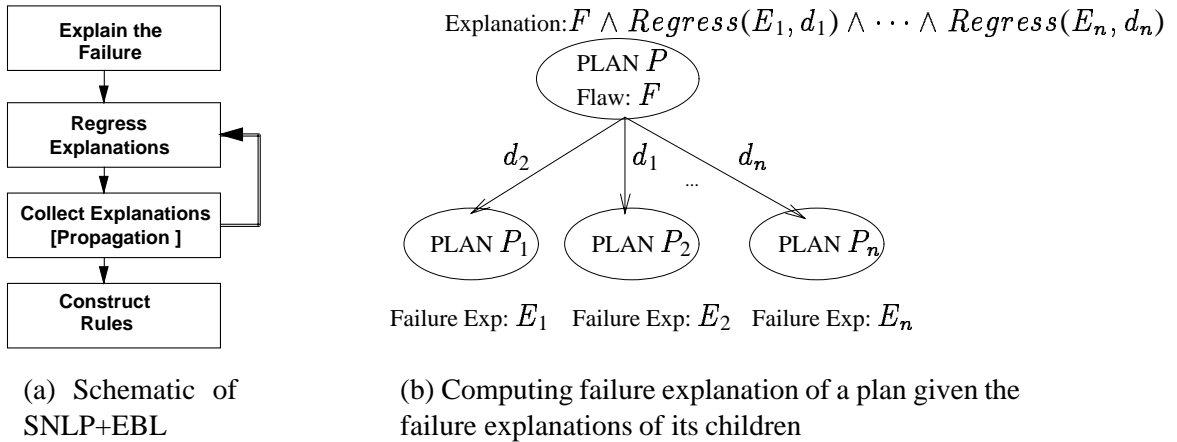 Explain the
Failure
Regress
Explanations
Collect Explanations
[Propagation ]
Construct
Rules
(a) Schematic of
SNLP+EBL
Explanation: F ∧ Regress(E₁, d₁) ∧ ··· ∧ Regress(Eₙ, dₙ)
PLAN P
Flaw: F
d₂ d₁ ... dₙ
PLAN P₁ PLAN P₂ PLAN Pₙ
Failure Exp: E₁ Failure Exp: E₂ Failure Exp: Eₙ
(b) Computing failure explanation of a plan given the
failure explanations of its children